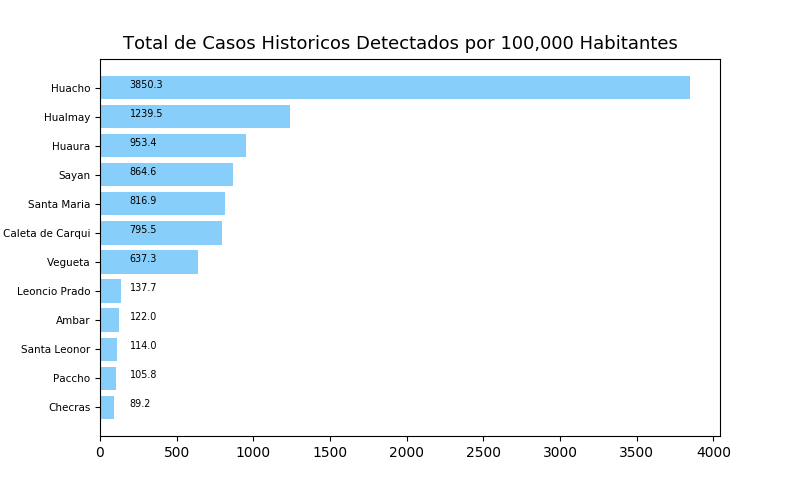 Total de Casos Historicos Detectados por 100,000 Habitantes
Huacho 3850.3
Hualmay 1239.5
Huaura 953.4
Sayan 864.6
Santa Maria 816.9
Caleta de Carqui 795.5
Vegueta 637.3
Leoncio Prado 137.7
Ambar 122.0
Santa Leonor 114.0
Paccho 105.8
Checras 89.2
0 500 1000 1500 2000 2500 3000 3500 4000